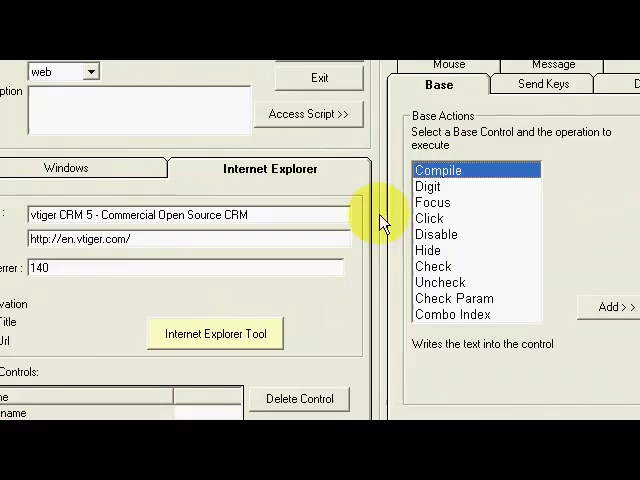 Mouse
Message
web
Exit
Base
Send Keys
D
ption
Access Script >>
Base Actions
Select a Base Control and the operation to
execute
Windows
Internet Explorer
Compile
Digit
Focus
Click
Disable
Hide
Check
Uncheck
Check Param
Combo Index
:
vtiger CRM 5 - Commercial Open Source CRM
http://en.vtiger.com/
errer :
140
vation
Title
Url
Internet Explorer Tool
Add >>
Writes the text into the control
Controls:
me
name
Delete Control